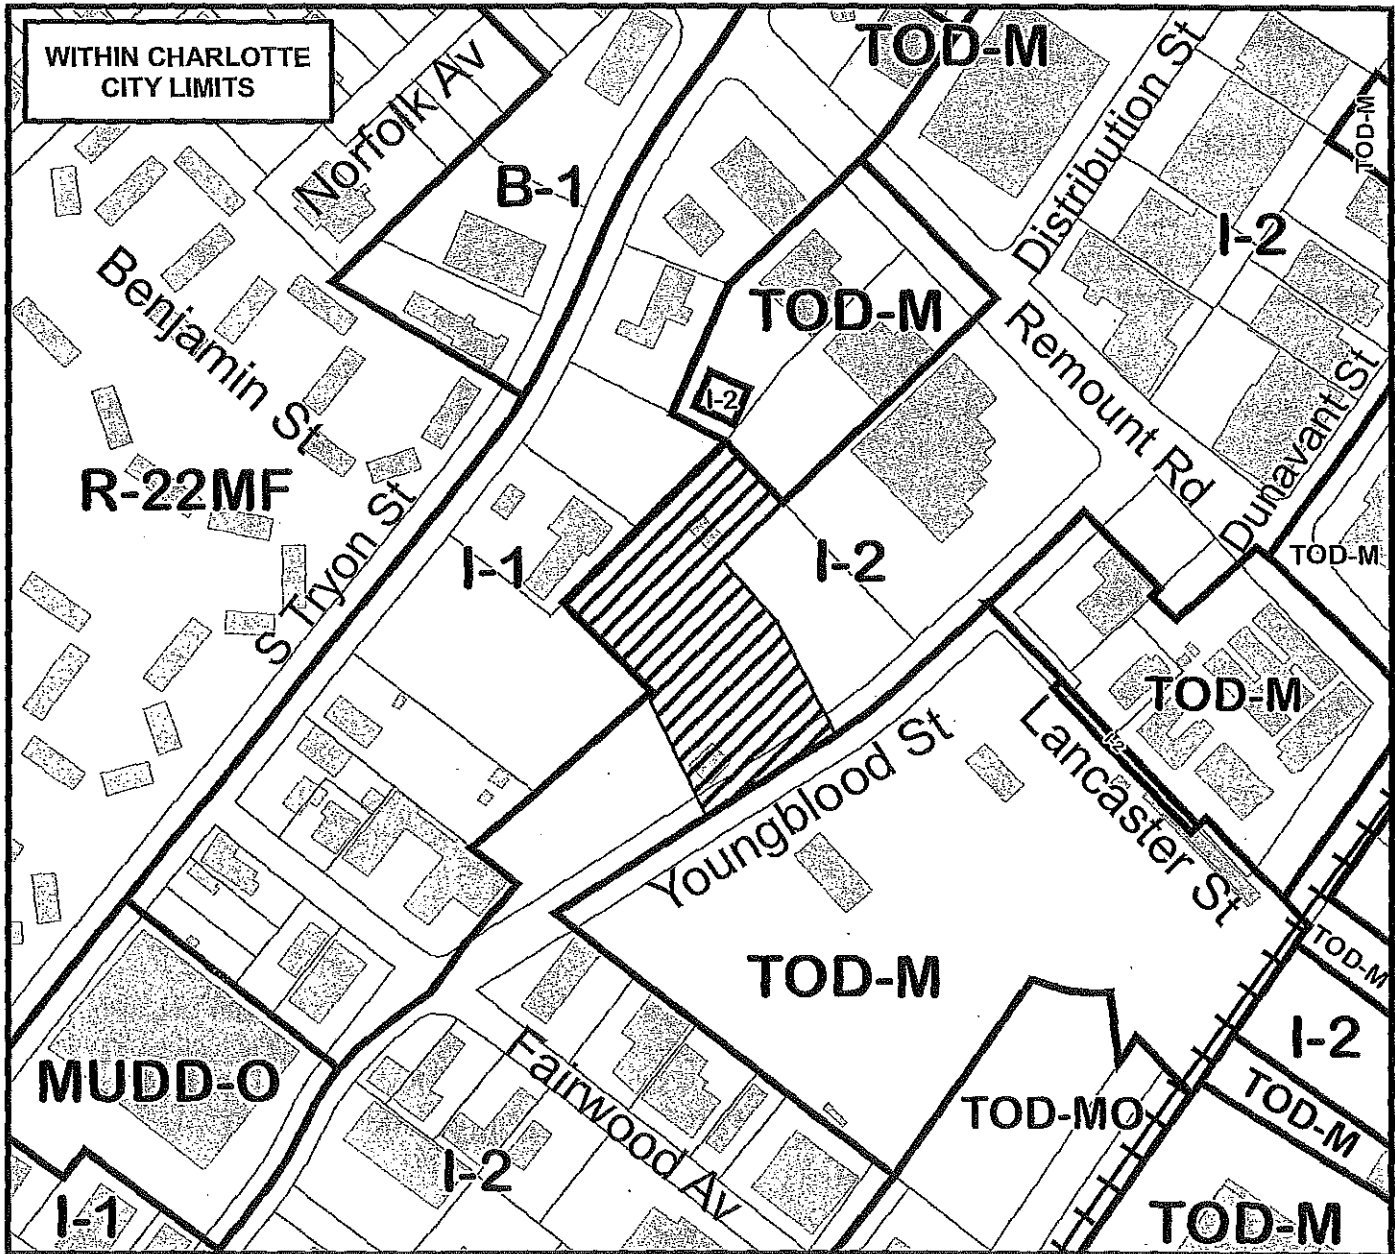 WITHIN CHARLOTTE
CITY LIMITS
TOD-M
Norfolk Av
Distribution St
TOD-M
B-1
I-2
Benjamin St
TOD-M
Remount Rd
I-2
Dunavant St
R-22MF
S Tryon St
I-1
I-2
TOD-M
TOD-M
I-2
Youngblood St
Lancaster St
TOD-M
TOD-M
I-2
MUDD-O
Fairwood Av
TOD-MO
TOD-M
I-2
I-1
TOD-M